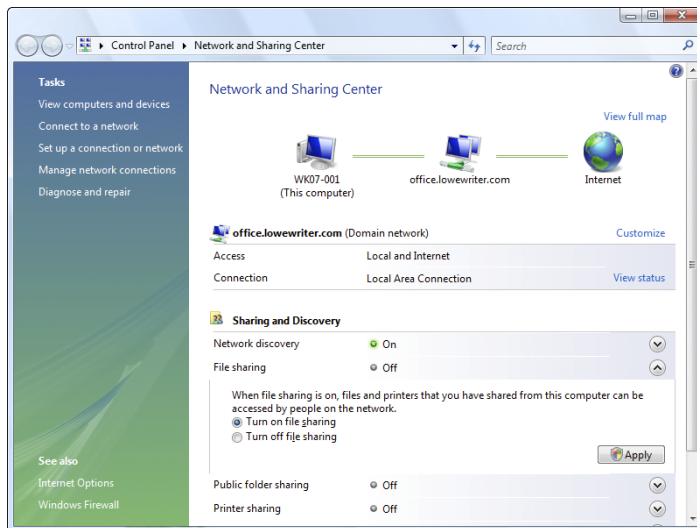 Control Panel
Network and Sharing Center
Search
Tasks
View computers and devices
Connect to a network
Set up a connection or network
Manage network connections
Diagnose and repair
See also
Internet Options
Windows Firewall
Network and Sharing Center
View full map
WK07-001
(This computer)
office.lowewriter.com
Internet
office.lowewriter.com (Domain network) Customize
Access Local and Internet
Connection Local Area Connection View status
Sharing and Discovery
Network discovery On
File sharing Off
When file sharing is on, files and printers that you have shared from this computer can be
accessed by people on the network.
Turn on file sharing
Turn off file sharing
Apply
Public folder sharing Off
Printer sharing Off